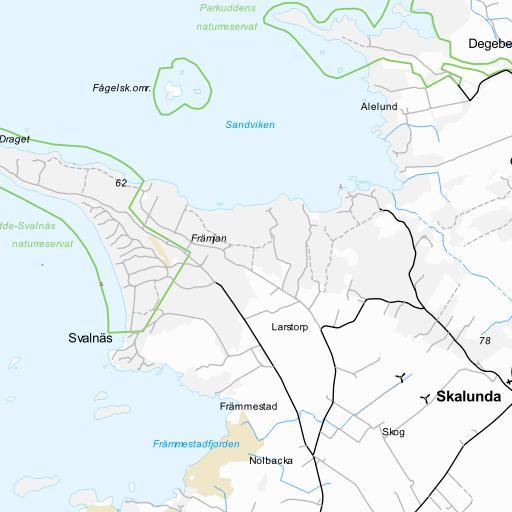 Parkuddens
naturreservat
Degebe
Fågelsk.omr.
Alelund
Sandviken
Draget
62
dde-Svalnäs
naturreservat
Främjan
Larstorp
Svalnäs
78
Skalunda
Främmestad
Skog
Främmestadfjorden
Nolbacka